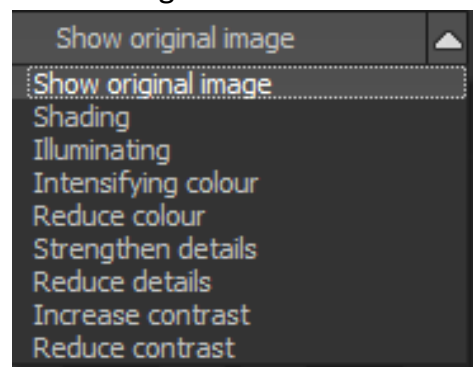 Show original image
Show original image
Shading
Illuminating
Intensifying colour
Reduce colour
Strengthen details
Reduce details
Increase contrast
Reduce contrast